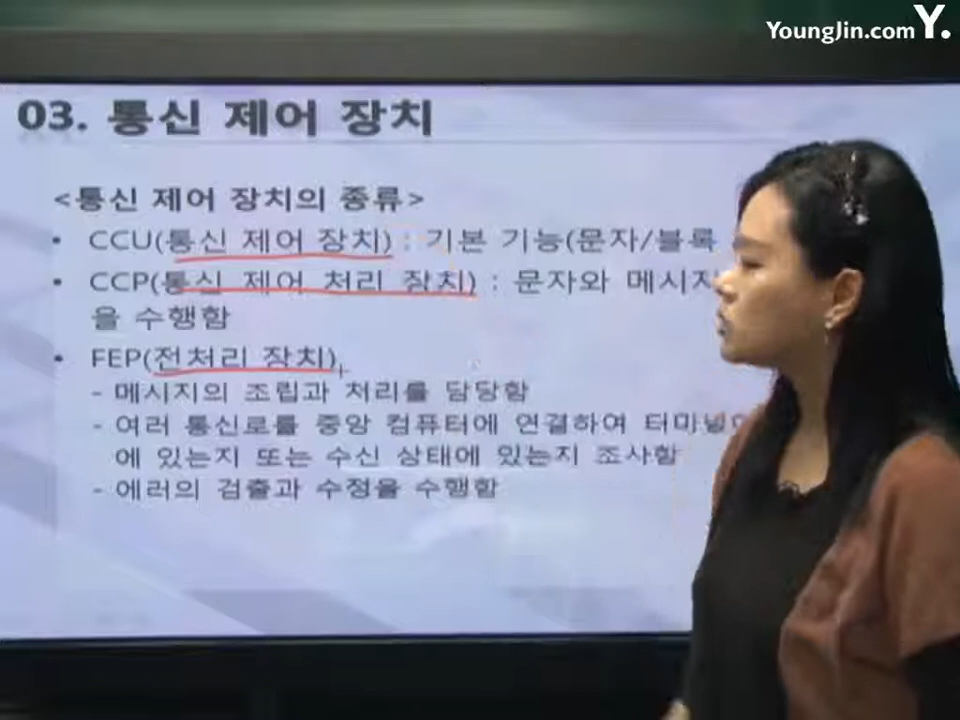 YoungJin.com Y.
03. 통신 제어 장치
<통신 제어 장치의 종류>
• CCU(통신 제어 장치) : 기본 기능(문자/블록
• CCP(통신 제어 처리 장치) : 문자와 메시지
을 수행함
• FEP(전처리 장치)
- 메시지의 조립과 처리를 담당함
- 여러 통신로를 중앙 컴퓨터에 연결하여 터미널이
에 있는지 또는 수신 상태에 있는지 조사함
- 에러의 검출과 수정을 수행함